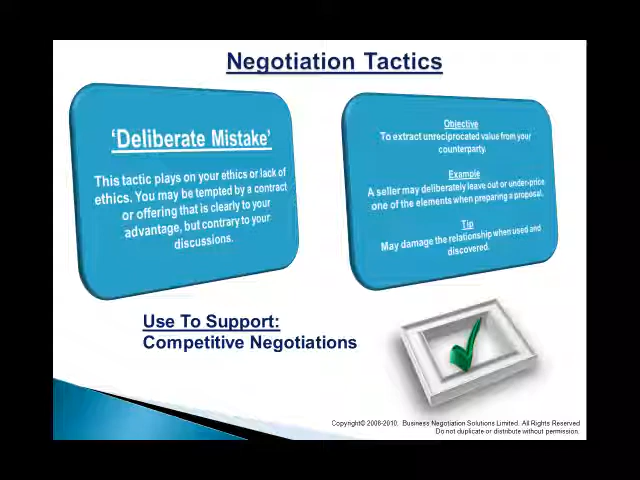 Negotiation Tactics
‘Deliberate Mistake’
This tactic plays on your ethics or lack of
ethics. You may be tempted by a contract
or offering that is clearly to your
advantage, but contrary to your
discussions.
Objective
To extract unreciprocated value from your
counterparty.
Example
A seller may deliberately leave out or under-price
one of the elements when preparing a proposal.
Tip
May damage the relationship when used and
discovered.
Use To Support:
Competitive Negotiations
Copyright© 2006-2010. Business Negotiation Solutions Limited. All Rights Reserved
Do not duplicate or distribute without permission.